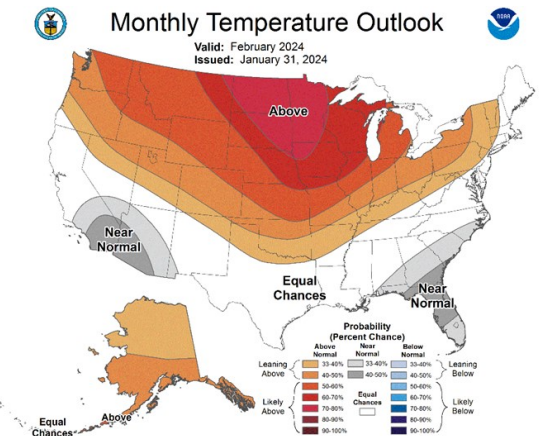 Monthly Temperature Outlook
Valid: February 2024
Issued: January 31, 2024
NOAA
Above
Near
Normal
Equal
Chances
Near
Normal
Above
Equal
Chances
Probability
(Percent Chance)
Above
Normal
Near
Normal
Below
Normal
Leaning
Above
33-40%
40-50%
33-40%
40-50%
33-40%
40-50%
Leaning
Below
Likely
Above
50-60%
60-70%
70-80%
80-90%
90-100%
Equal
Chances
50-60%
60-70%
70-80%
80-90%
90-100%
Likely
Below